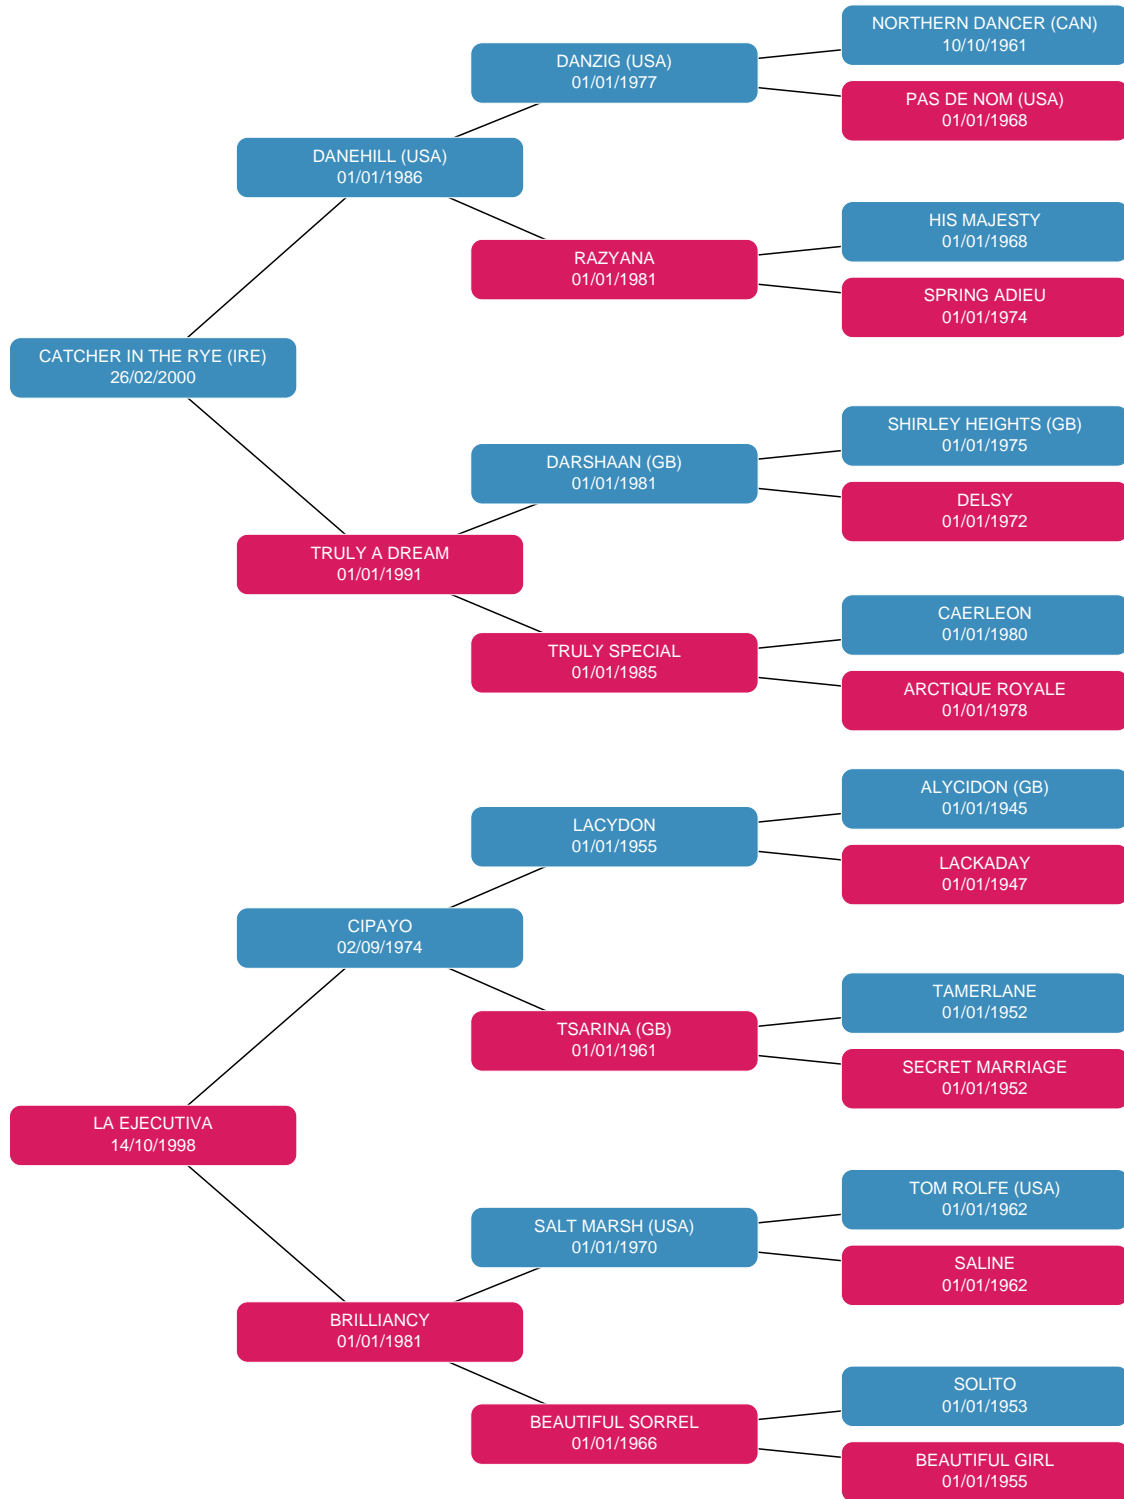 NORTHERN DANCER (CAN)
10/10/1961
DANZIG (USA)
01/01/1977
PAS DE NOM (USA)
01/01/1968
DANEHILL (USA)
01/01/1986
HIS MAJESTY
01/01/1968
RAZYANA
01/01/1981
SPRING ADIEU
01/01/1974
CATCHER IN THE RYE (IRE)
26/02/2000
SHIRLEY HEIGHTS (GB)
01/01/1975
DARSHAAN (GB)
01/01/1981
DELSY
01/01/1972
TRULY A DREAM
01/01/1991
CAERLEON
01/01/1980
TRULY SPECIAL
01/01/1985
ARCTIQUE ROYALE
01/01/1978
ALYCIDON (GB)
01/01/1945
LACYDON
01/01/1955
LACKADAY
01/01/1947
CIPAYO
02/09/1974
TAMERLANE
01/01/1952
TSARINA (GB)
01/01/1961
SECRET MARRIAGE
01/01/1952
LA EJECUTIVA
14/10/1998
TOM ROLFE (USA)
01/01/1962
SALT MARSH (USA)
01/01/1970
SALINE
01/01/1962
BRILLIANCY
01/01/1981
SOLITO
01/01/1953
BEAUTIFUL SORREL
01/01/1966
BEAUTIFUL GIRL
01/01/1955